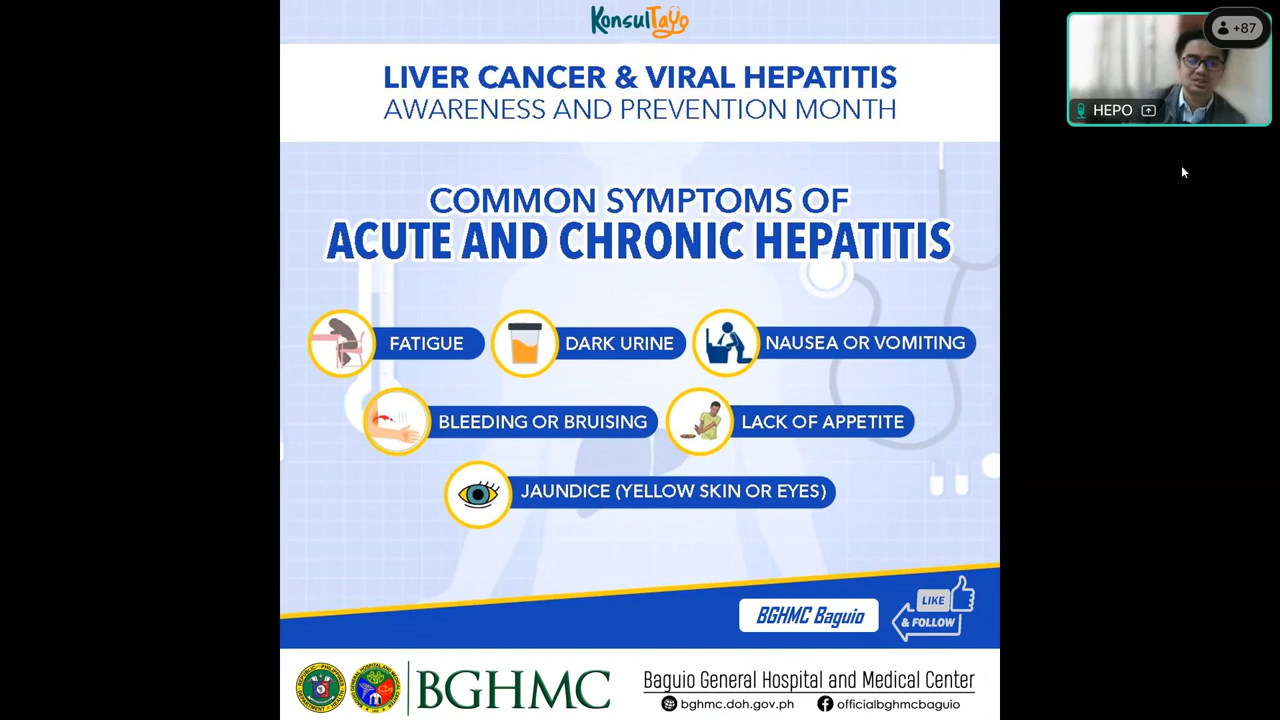 KonsulTaYo
+87
HEPO
LIVER CANCER & VIRAL HEPATITIS
AWARENESS AND PREVENTION MONTH
COMMON SYMPTOMS OF
ACUTE AND CHRONIC HEPATITIS
FATIGUE
DARK URINE
NAUSEA OR VOMITING
BLEEDING OR BRUISING
LACK OF APPETITE
JAUNDICE (YELLOW SKIN OR EYES)
BGHMC Baguio
LIKE
& FOLLOW
BGHMC
Baguio General Hospital and Medical Center
bghmc.doh.gov.ph
officialbghmcbaguio